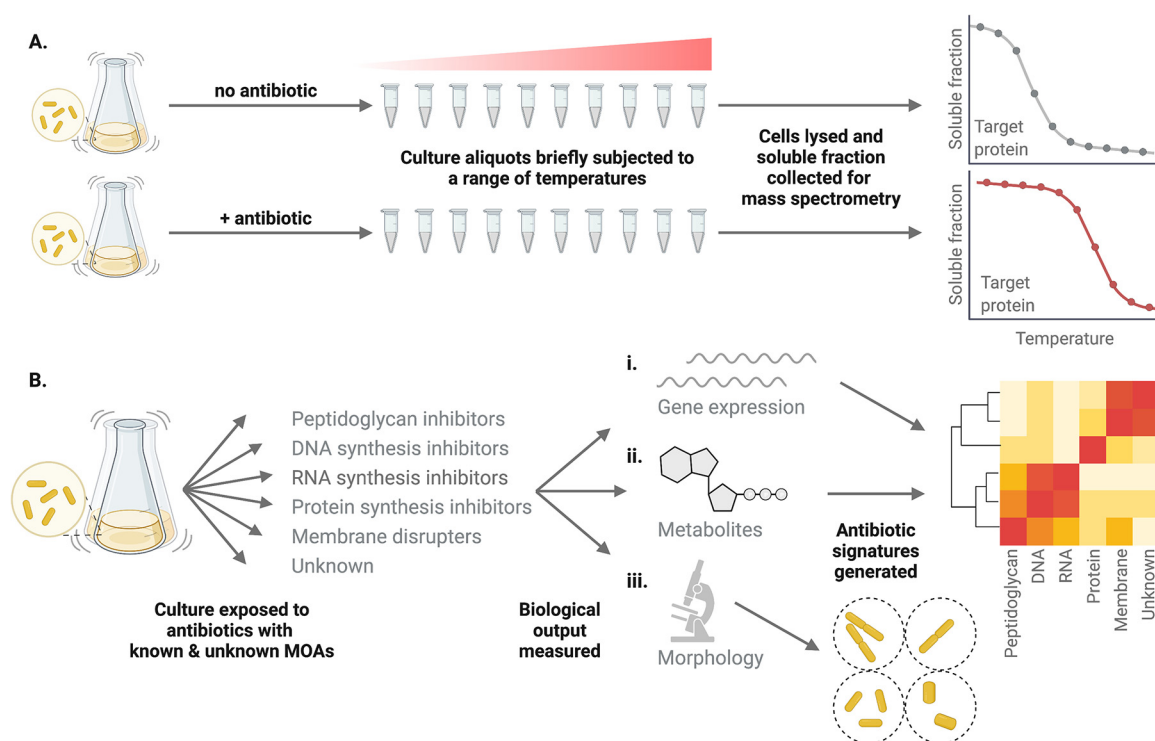 A.
no antibiotic
+ antibiotic
Culture aliquots briefly subjected to
a range of temperatures
Cells lysed and
soluble fraction
collected for
mass spectrometry
Soluble fraction
Target
protein
Soluble fraction
Target
protein
Temperature
B.
Culture exposed to
antibiotics with
known & unknown MOAs
Peptidoglycan inhibitors
DNA synthesis inhibitors
RNA synthesis inhibitors
Protein synthesis inhibitors
Membrane disrupters
Unknown
Biological
output
measured
i.
Gene expression
ii.
Metabolites
iii.
Morphology
Antibiotic
signatures
generated
Peptidoglycan
DNA
RNA
Protein
Membrane
Unknown